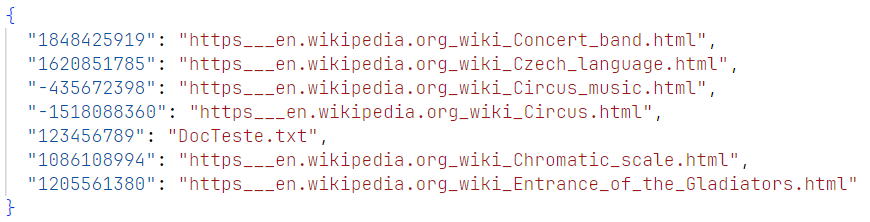 {
"1848425919": "https___en.wikipedia.org_wiki_Concert_band.html",
"1620851785": "https___en.wikipedia.org_wiki_Czech_language.html",
"-435672398": "https___en.wikipedia.org_wiki_Circus_music.html",
"-1518088360": "https___en.wikipedia.org_wiki_Circus.html",
"123456789": "DocTeste.txt",
"1086108994": "https___en.wikipedia.org_wiki_Chromatic_scale.html",
"1205561380": "https___en.wikipedia.org_wiki_Entrance_of_the_Gladiators.html"
}